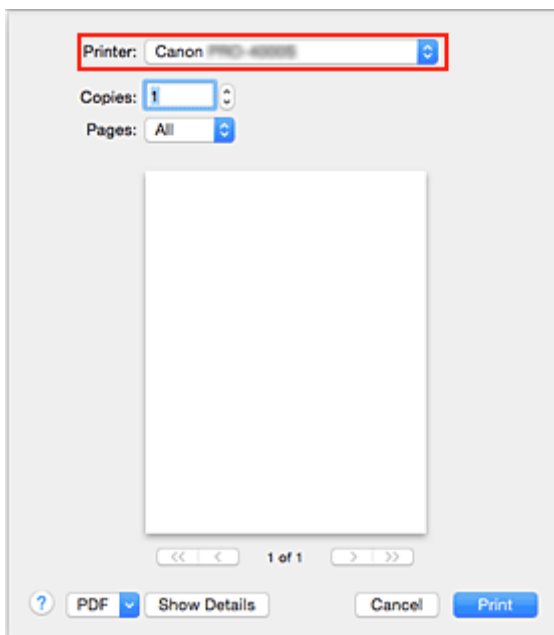 Printer: Canon
Copies: 1
Pages: All
<< < 1 of 1 > >>
? PDF Show Details Cancel Print